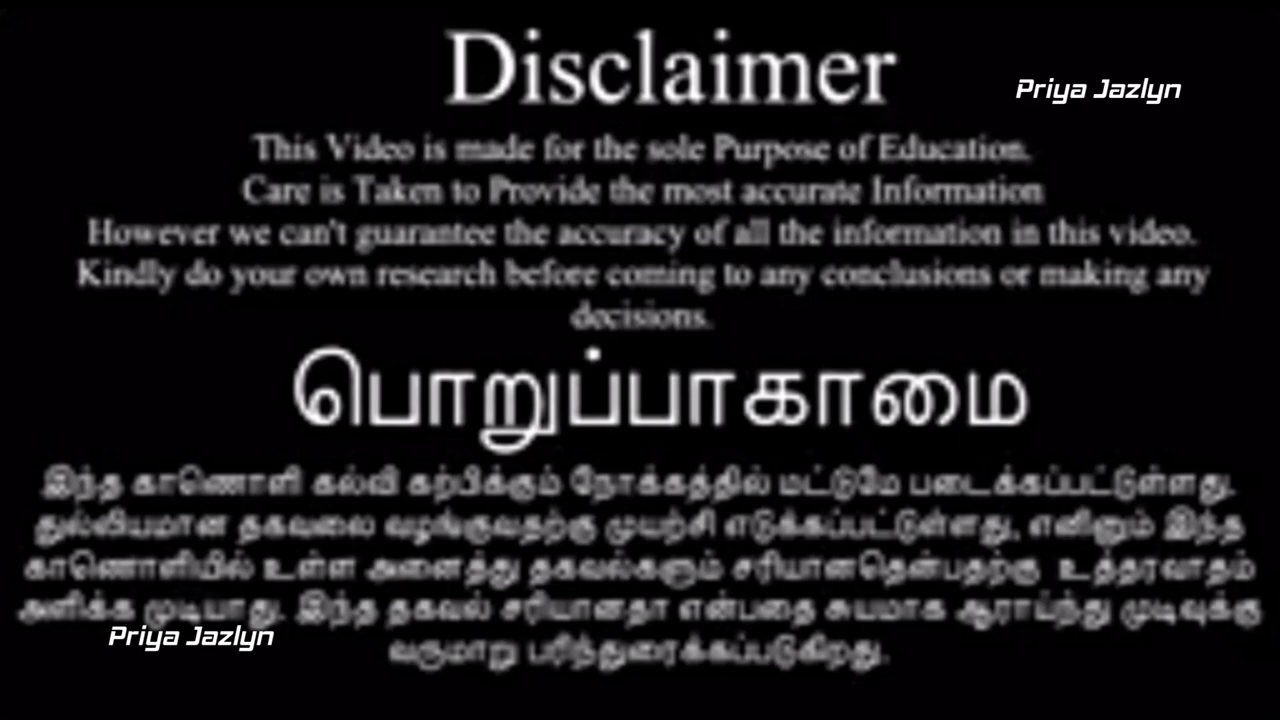 Disclaimer
Priya Jazlyn
This Video is made for the sole Purpose of Education.
Care is Taken to Provide the most accurate Information
However we can't guarantee the accuracy of all the information in this video.
Kindly do your own research before coming to any conclusions or making any
decisions.
பொறுப்பாகாமை
இந்த காணொளி கல்வி கற்பிக்கும் நோக்கத்தில் மட்டுமே படைக்கப்பட்டுள்ளது.
துல்லியமான தகவலை வழங்குவதற்கு முயற்சி எடுக்கப்பட்டுள்ளது, எனினும் இந்த
காணொளியில் உள்ள அனைத்து தகவல்களும் சரியானதென்பதற்கு உத்தரவாதம்
அளிக்க முடியாது. இந்த தகவல் சரியானதா என்பதை சுயமாக ஆராய்ந்து முடிவுக்கு
Priya Jazlyn
வருமாறு பரிந்துரைக்கப்படுகிறது.